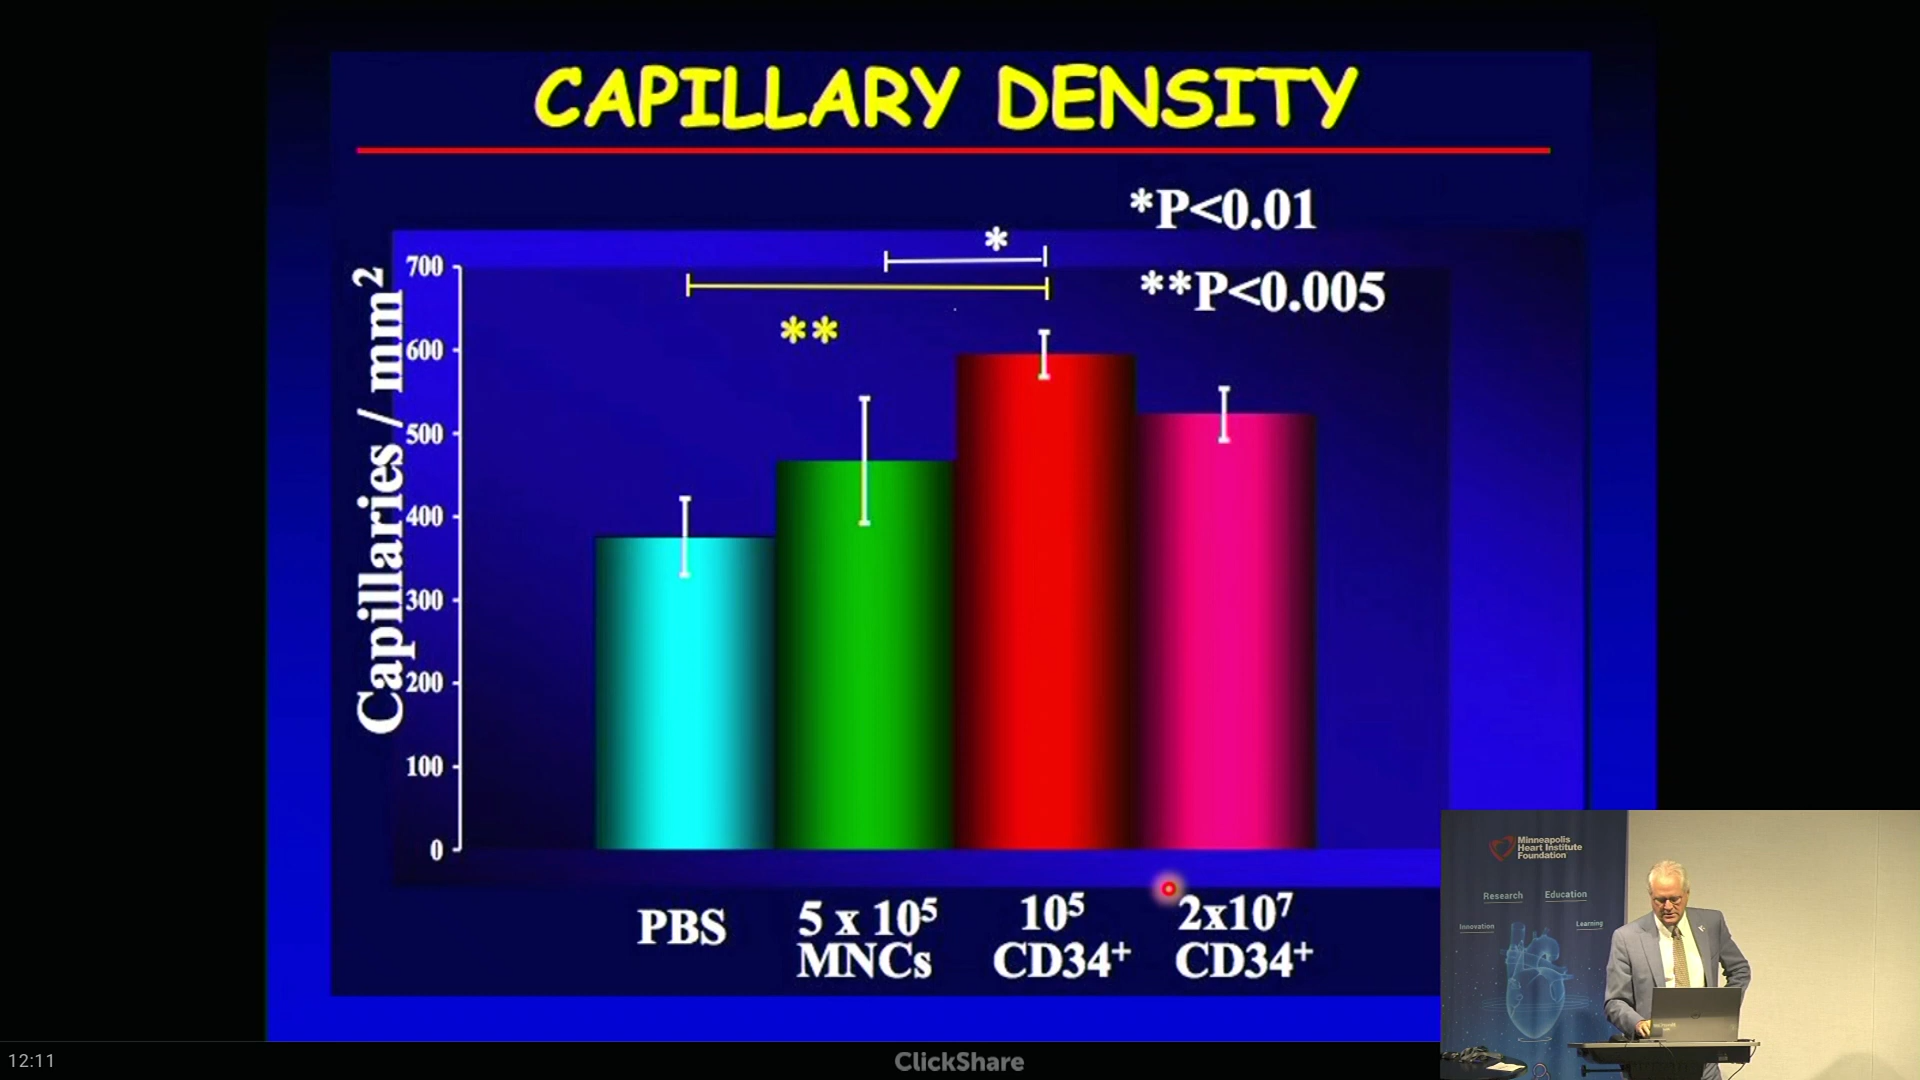 CAPILLARY DENSITY
*P<0.01
*
**P<0.005
**
Capillaries / mm²
700
600
500
400
300
200
100
0
PBS
5 x 10⁵
MNCs
10⁵
CD34⁺
2x10⁷
CD34⁺
Minneapolis
Heart Institute
Foundation
Research
Education
Innovation
Learning
12:11
ClickShare